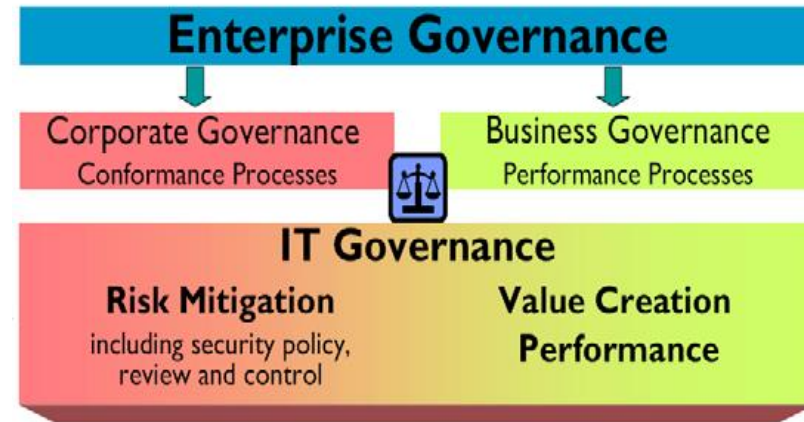 Enterprise Governance
Corporate Governance
Conformance Processes
Business Governance
Performance Processes
IT Governance
Risk Mitigation
including security policy,
review and control
Value Creation
Performance